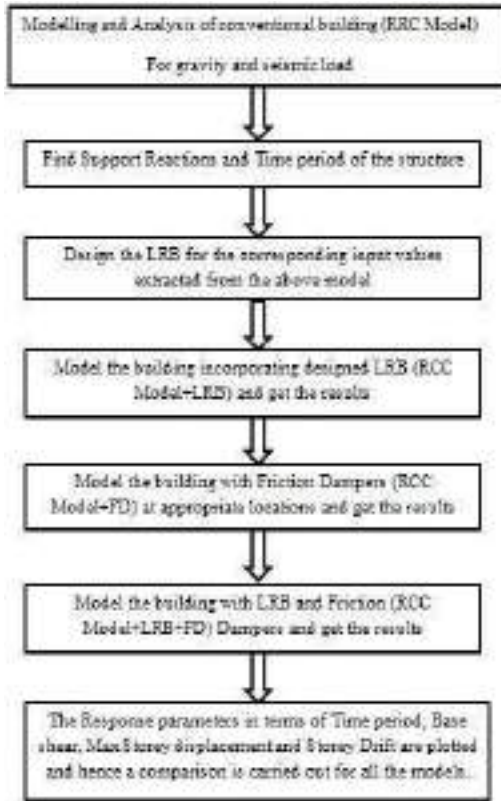 Modelling and Analysis of conventional building (RRC Model)
For gravity and seismic load
Find Support Reactions and Time period of the structure
Design the LRB for the corresponding input values
extracted from the above model
Model the building incorporating designed LRB (RCC
Model+LRB) and get the results
Model the building with Friction Dampers (RCC
Model+FD) at appropriate locations and get the results
Model the building with LRB and Friction (RCC
Model+LRB+FD) Dampers and get the results
The Response parameters in terms of Time period, Base
shear, Max Storey displacement and Storey Drift are plotted
and hence a comparison is carried out for all the models.